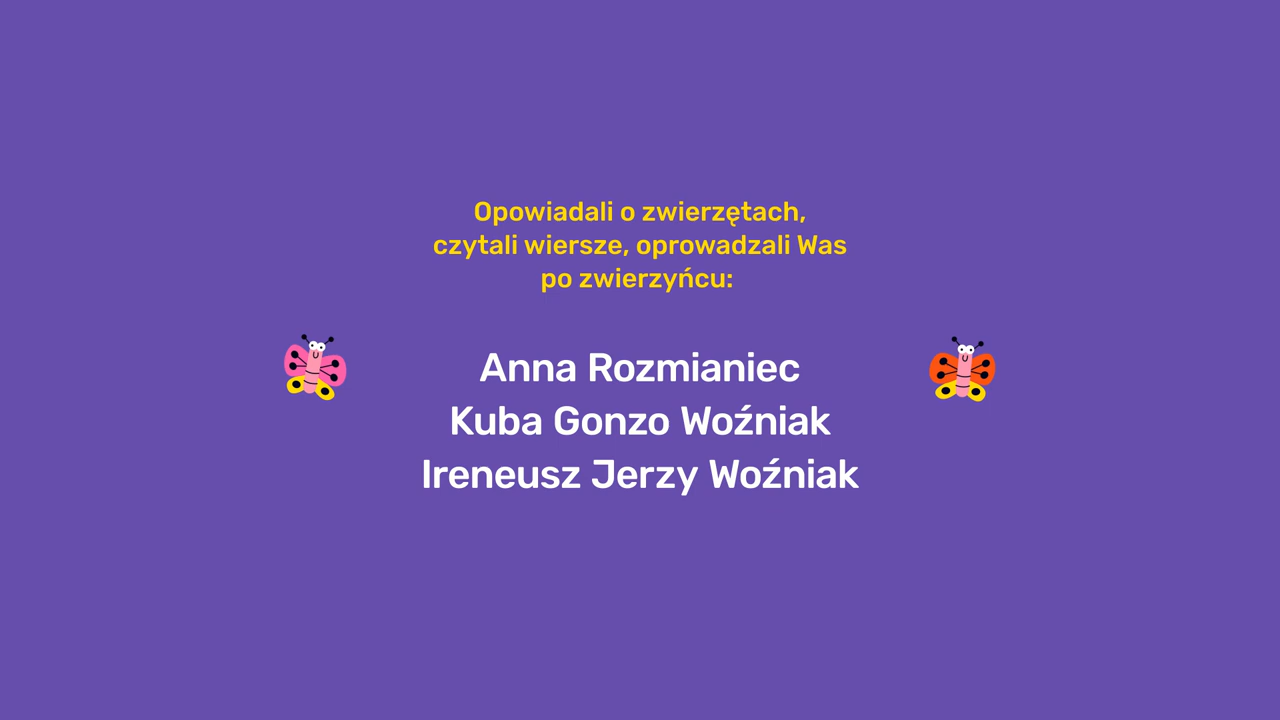 Opowiadali o zwierzętach,
czytali wiersze, oprowadzali Was
po zwierzyńcu:
Anna Rozmianiec
Kuba Gonzo Woźniak
Ireneusz Jerzy Woźniak